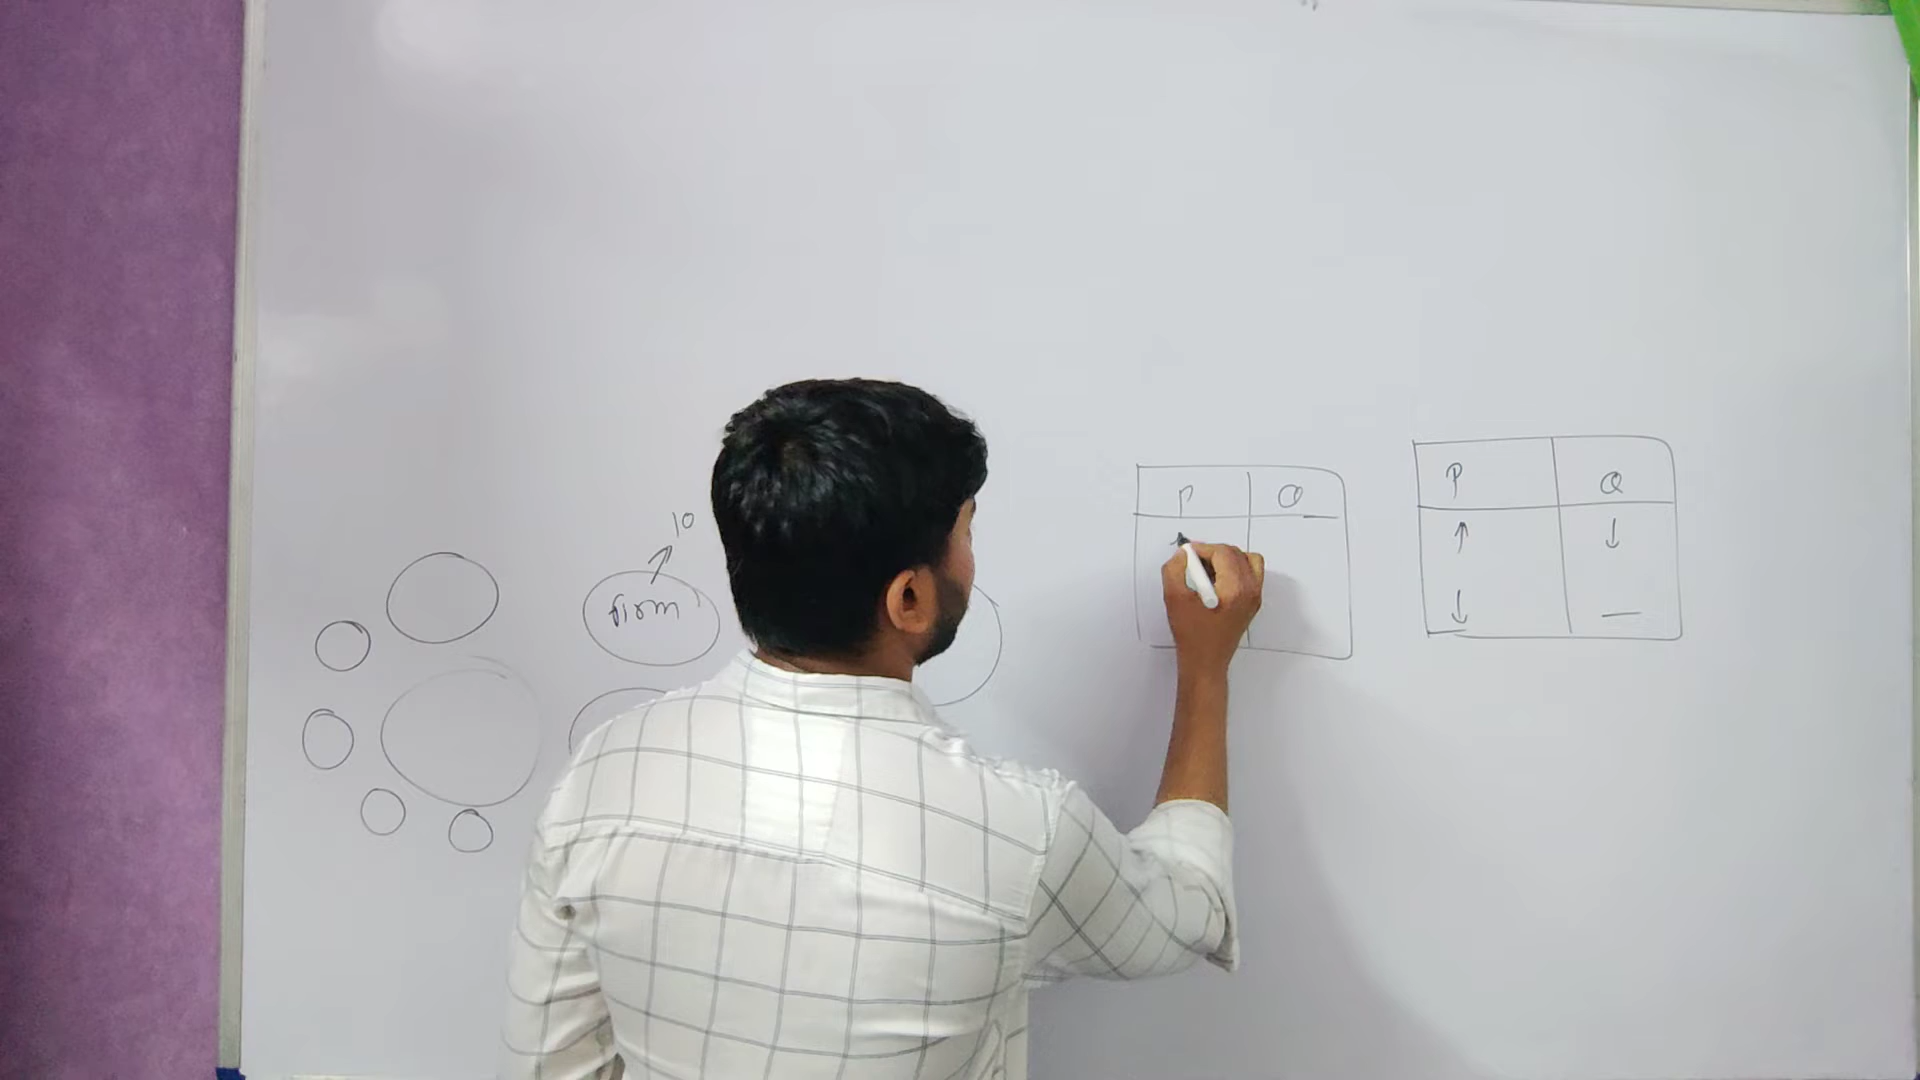 10
firm
P Q
P Q
↑ ↓
↓ —